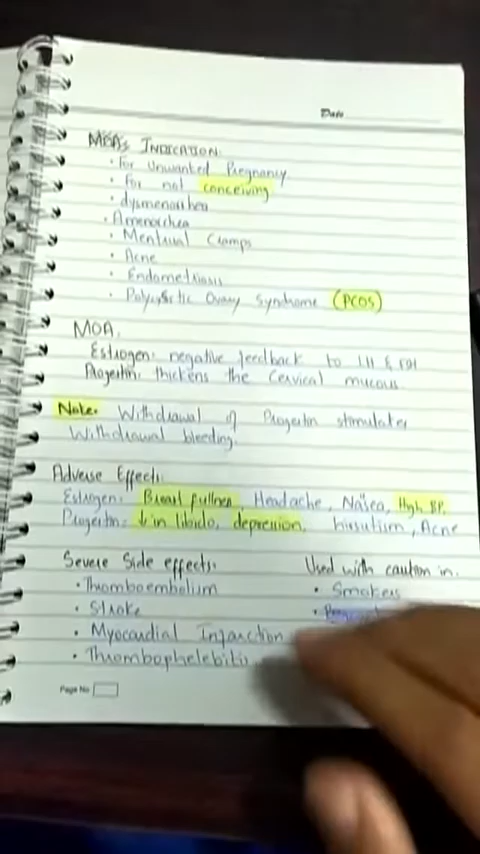 Date
MOA's INDICATION:
• For Unwanted Pregnancy
• For not conceiving
• dysmenorrhea
• Amenorrhea
• Menstrual Cramps
• Acne
• Endometriosis
• Polycystic Ovary Syndrome (PCOS)
MOA.
Estrogen: negative feedback to LH & FSH
Progestin: thickens the Cervical mucous
Note: Withdrawal of Progestin stimulates
Withdrawal bleeding.
Adverse Effect:
Estrogen: Breast fullness, Headache, Nausea, High BP.
Progestin: ↓ in libido, depression, hirsutism, Acne
Severe Side effects:
Used with caution in.
• Thromboembolism
• Smokers
• Stroke
• Myocardial Infarction
• Thrombophelebitis
Page No